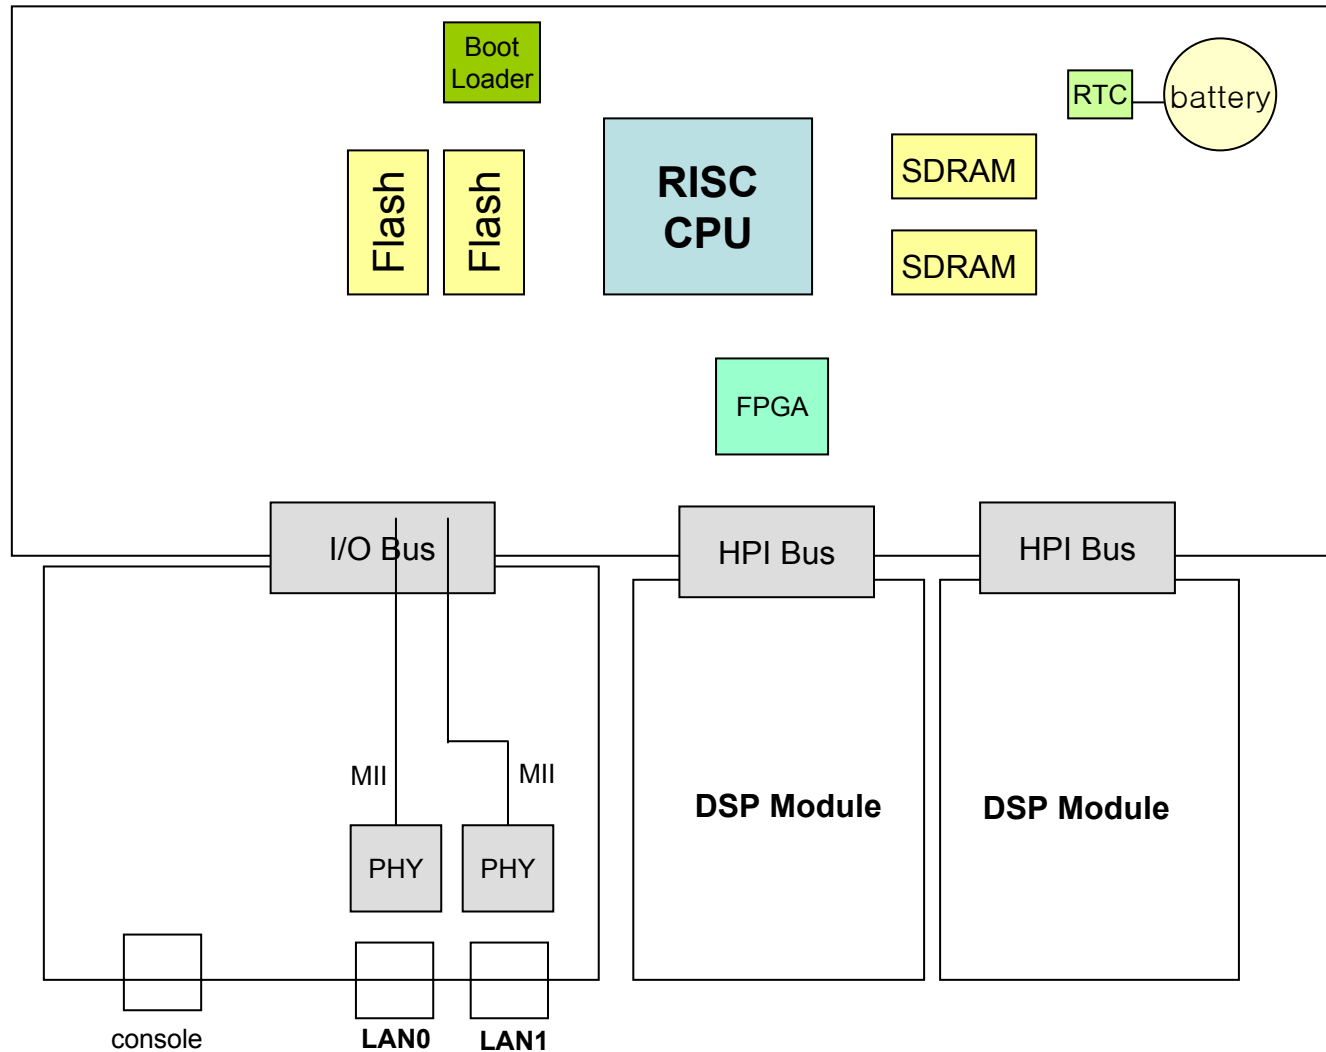 Boot
Loader
RTC
battery
Flash
Flash
RISC
CPU
SDRAM
SDRAM
FPGA
I/O Bus
HPI Bus
HPI Bus
MII
MII
DSP Module
DSP Module
PHY
PHY
console
LAN0
LAN1